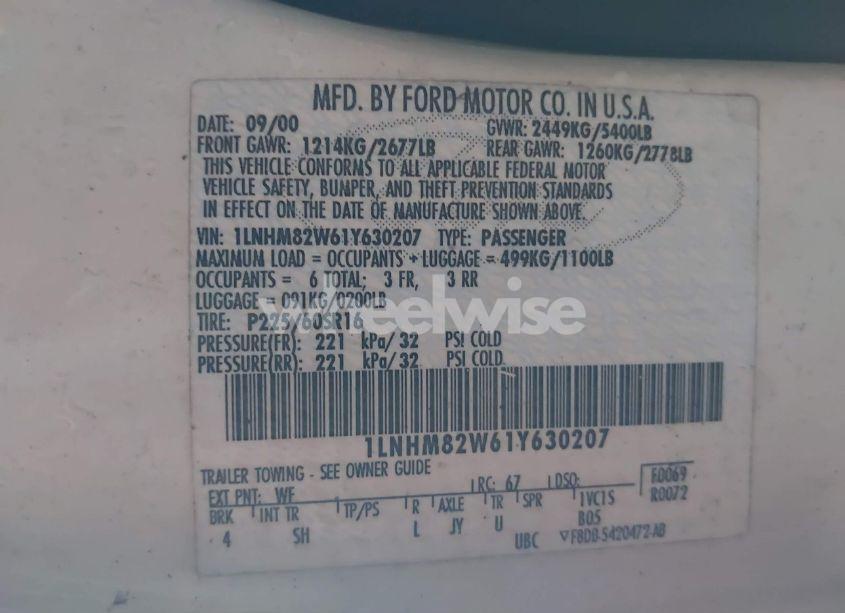 MFD. BY FORD MOTOR CO. IN U.S.A.
DATE: 09/00 GVWR: 2449KG/5400LB
FRONT GAWR: 1214KG/2677LB REAR GAWR: 1260KG/2778LB
THIS VEHICLE CONFORMS TO ALL APPLICABLE FEDERAL MOTOR
VEHICLE SAFETY, BUMPER, AND THEFT PREVENTION STANDARDS
IN EFFECT ON THE DATE OF MANUFACTURE SHOWN ABOVE.
VIN: 1LNHM82W61Y630207 TYPE: PASSENGER
MAXIMUM LOAD = OCCUPANTS + LUGGAGE = 499KG/1100LB
OCCUPANTS = 6 TOTAL; 3 FR, 3 RR
LUGGAGE = 091KG/0200LB
wheelwise
TIRE: P225/60SR16
PRESSURE(FR): 221 kPa/32 PSI COLD
PRESSURE(RR): 221 kPa/32 PSI COLD
1LNHM82W61Y630207
TRAILER TOWING - SEE OWNER GUIDE
EXT PNT: WF RC: 67 DSO: F0069
BRK INT TR TP/PS R AXLE TR SPR 1VC1S R0072
4 SH L JY U B05
UBC ▽F8DB-5420472-AB